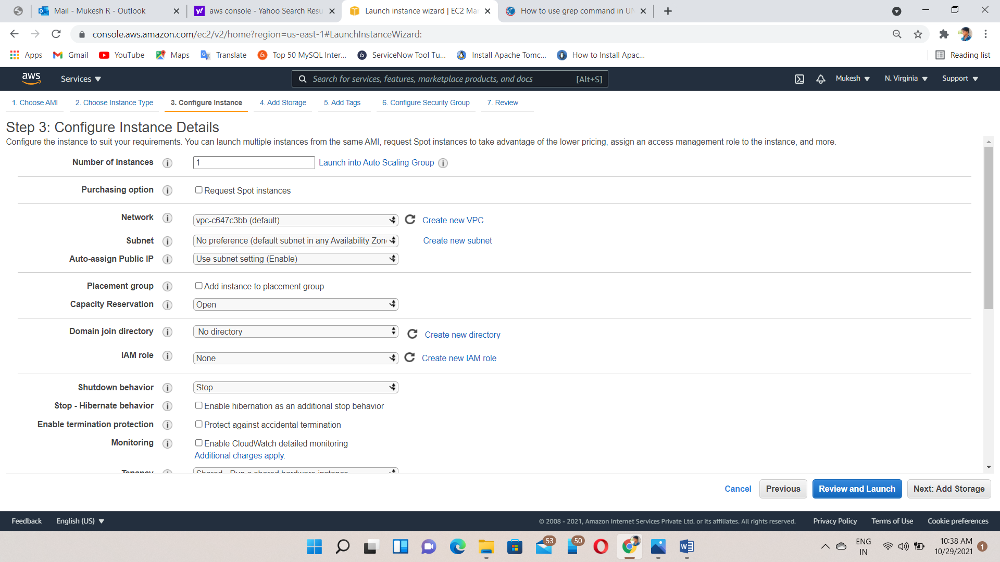 Mail - Mukesh R - Outlook
aws console - Yahoo Search Resu
Launch instance wizard | EC2 Ma
How to use grep command in UN
console.aws.amazon.com/ec2/v2/home?region=us-east-1#LaunchInstanceWizard:
Apps
Gmail
YouTube
Maps
Translate
Top 50 MySQL Inter...
ServiceNow Tool Tu...
Install Apache Tomc...
How to Install Apac...
Reading list
aws
Services
Search for services, features, marketplace products, and docs
[Alt+S]
Mukesh
N. Virginia
Support
1. Choose AMI
2. Choose Instance Type
3. Configure Instance
4. Add Storage
5. Add Tags
6. Configure Security Group
7. Review
Step 3: Configure Instance Details
Configure the instance to suit your requirements. You can launch multiple instances from the same AMI, request Spot instances to take advantage of the lower pricing, assign an access management role to the instance, and more.
Number of instances
1
Launch into Auto Scaling Group
Purchasing option
Request Spot instances
Network
vpc-c647c3bb (default)
Create new VPC
Subnet
No preference (default subnet in any Availability Zon
Create new subnet
Auto-assign Public IP
Use subnet setting (Enable)
Placement group
Add instance to placement group
Capacity Reservation
Open
Domain join directory
No directory
Create new directory
IAM role
None
Create new IAM role
Shutdown behavior
Stop
Stop - Hibernate behavior
Enable hibernation as an additional stop behavior
Enable termination protection
Protect against accidental termination
Monitoring
Enable CloudWatch detailed monitoring
Additional charges apply.
Tenancy
Shared - Run a shared hardware instance
Cancel
Previous
Review and Launch
Next: Add Storage
Feedback
English (US)
© 2008 - 2021, Amazon Internet Services Private Ltd. or its affiliates. All rights reserved.
Privacy Policy
Terms of Use
Cookie preferences
53
50
ENG
IN
10:38 AM
10/29/2021
1